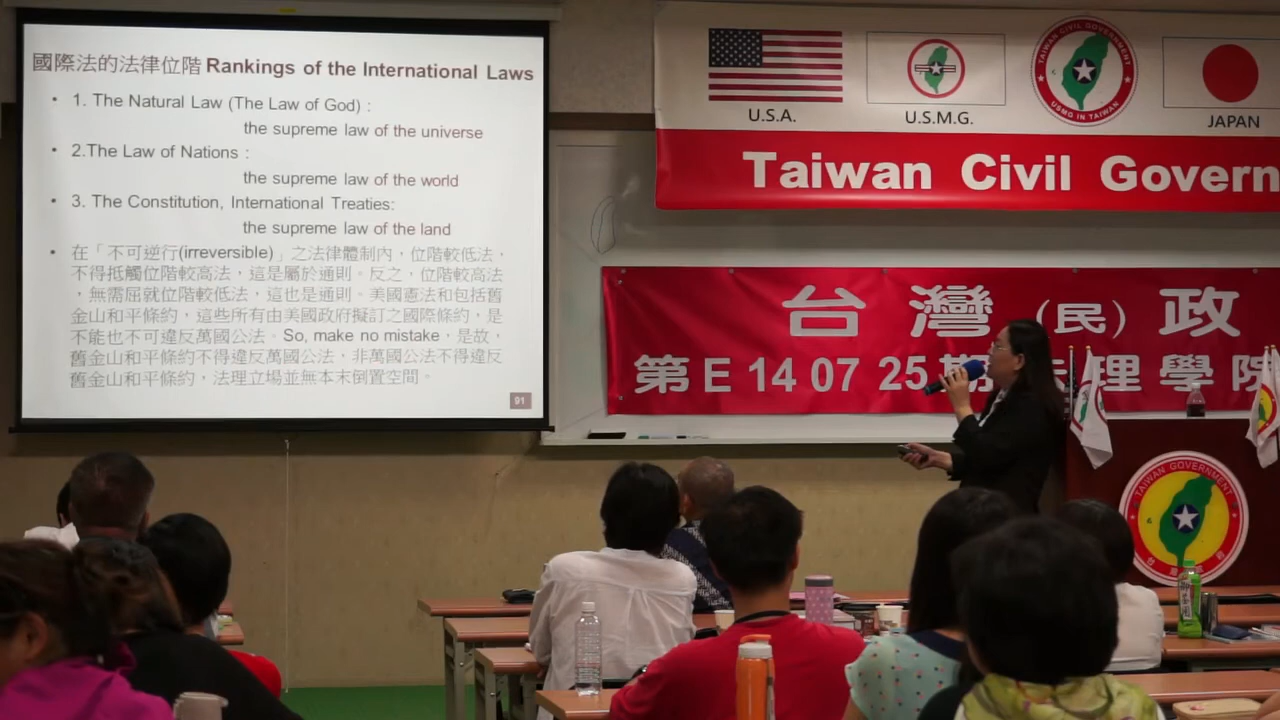 國際法的法律位階 Rankings of the International Laws
• 1. The Natural Law (The Law of God) :
the supreme law of the universe
• 2.The Law of Nations :
the supreme law of the world
• 3. The Constitution, International Treaties:
the supreme law of the land
• 在「不可逆行(irreversible)」之法律體制內，位階較低法，
不得抵觸位階較高法，這是屬於通則。反之，位階較高法
，無需屈就位階較低法，這也是通則。美國憲法和包括舊
金山和平條約，這些所有由美國政府擬訂之國際條約，是
不能也不可違反萬國公法。So, make no mistake，是故，
舊金山和平條約不得違反萬國公法，非萬國公法不得違反
舊金山和平條約，法理立場並無本末倒置空間。
91
U.S.A.
U.S.M.G.
TAIWAN CIVIL GOVERNMENT
USMG IN TAIWAN
JAPAN
Taiwan Civil Govern
台灣（民）政
第E 14 07 25期 理學院
TAIWAN GOVERNMENT